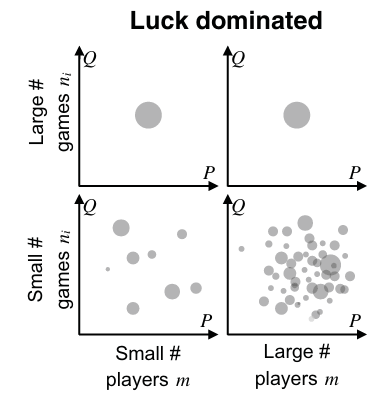 Luck dominated
Q
Q
Large #
games nᵢ
P
P
Q
Q
Small #
games nᵢ
P
P
Small #
players m
Large #
players m